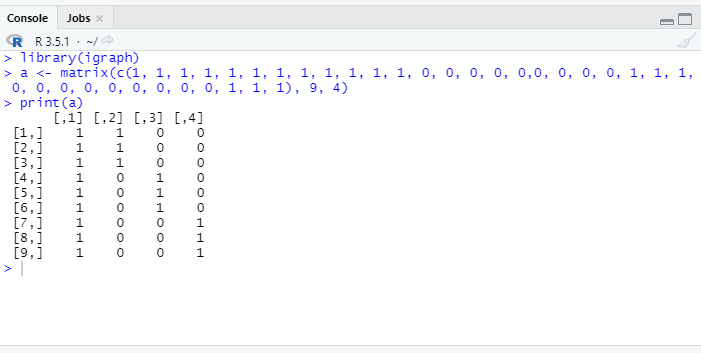 Console Jobs ×
R R 3.5.1 · ~/
> library(igraph)
> a <- matrix(c(1, 1, 1, 1, 1, 1, 1, 1, 1, 1, 1, 1, 0, 0, 0, 0, 0,0, 0, 0, 0, 1, 1, 1,
0, 0, 0, 0, 0, 0, 0, 0, 0, 1, 1, 1), 9, 4)
> print(a)
[,1] [,2] [,3] [,4]
[1,] 1 1 0 0
[2,] 1 1 0 0
[3,] 1 1 0 0
[4,] 1 0 1 0
[5,] 1 0 1 0
[6,] 1 0 1 0
[7,] 1 0 0 1
[8,] 1 0 0 1
[9,] 1 0 0 1
>